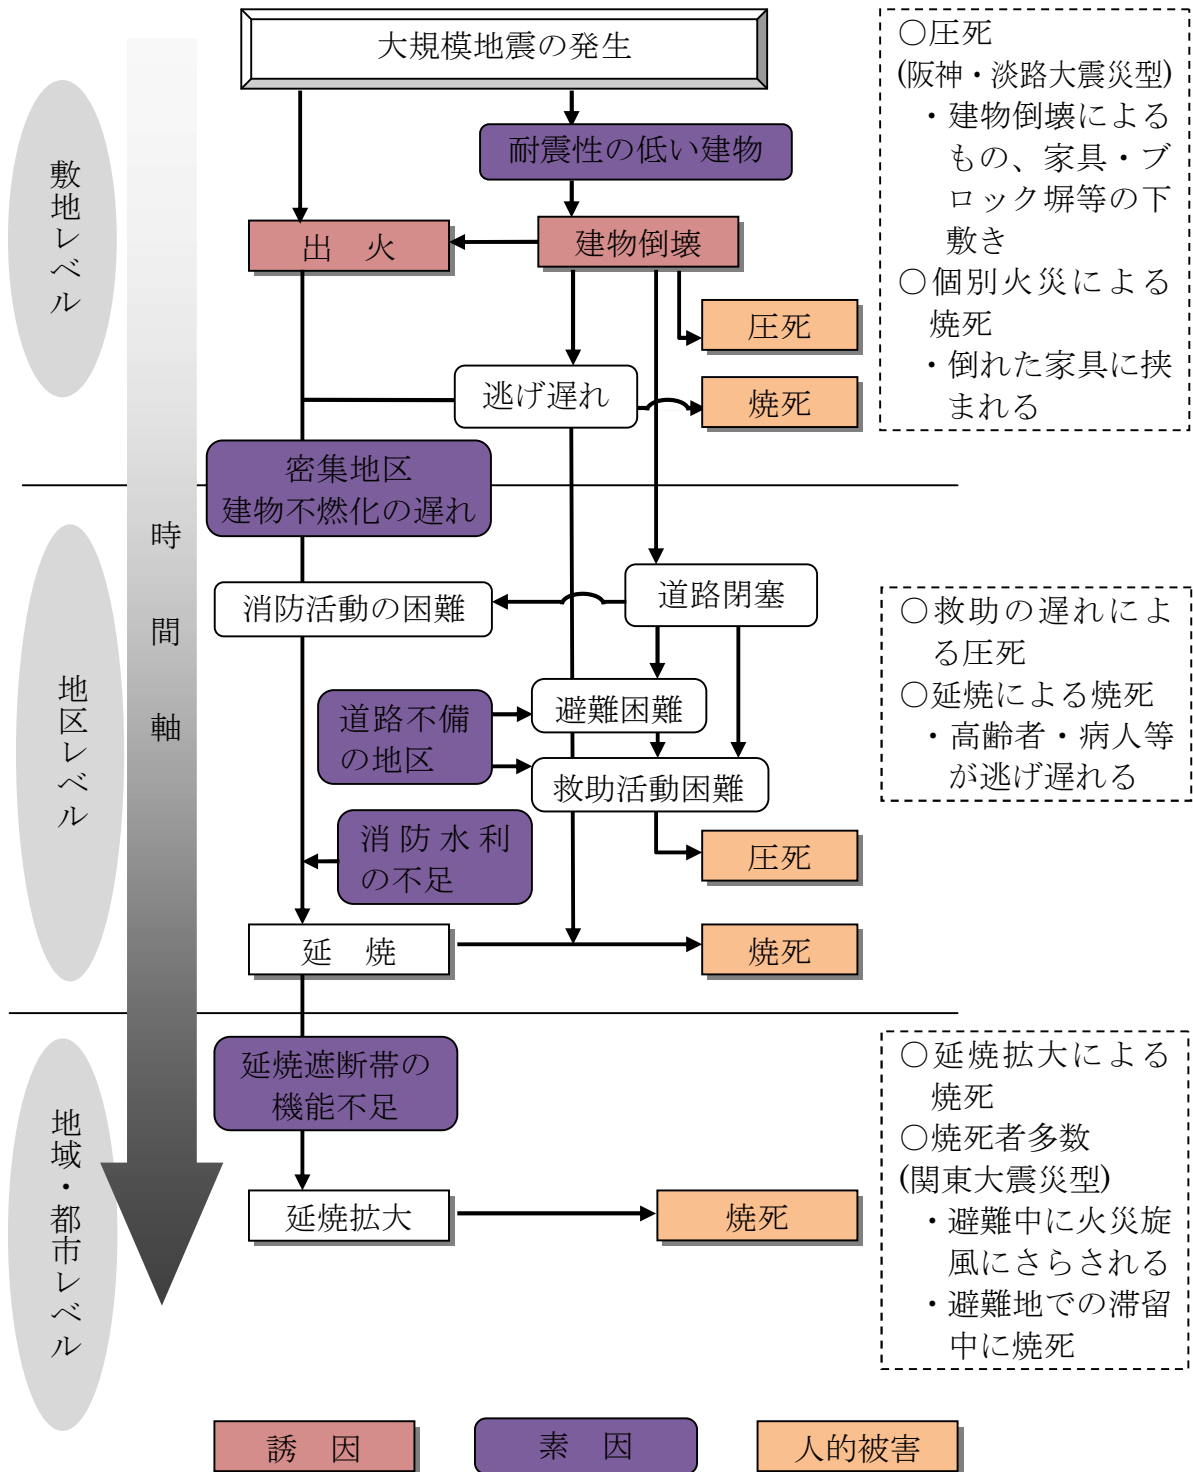 大規模地震の発生
耐震性の低い建物
出　火
建物倒壊
圧死
逃げ遅れ
焼死
密集地区
建物不燃化の遅れ
消防活動の困難
道路閉塞
道路不備
の地区
避難困難
救助活動困難
消防水利
の不足
圧死
延　焼
焼死
延焼遮断帯の
機能不足
延焼拡大
焼死
敷地レベル
地区レベル
地域・都市レベル
時間軸
○圧死
(阪神・淡路大震災型)
・建物倒壊による
もの、家具・ブ
ロック塀等の下
敷き
○個別火災による
焼死
・倒れた家具に挟
まれる
○救助の遅れによ
る圧死
○延焼による焼死
・高齢者・病人等
が逃げ遅れる
○延焼拡大による
焼死
○焼死者多数
(関東大震災型)
・避難中に火災旋
風にさらされる
・避難地での滞留
中に焼死
誘　因
素　因
人的被害